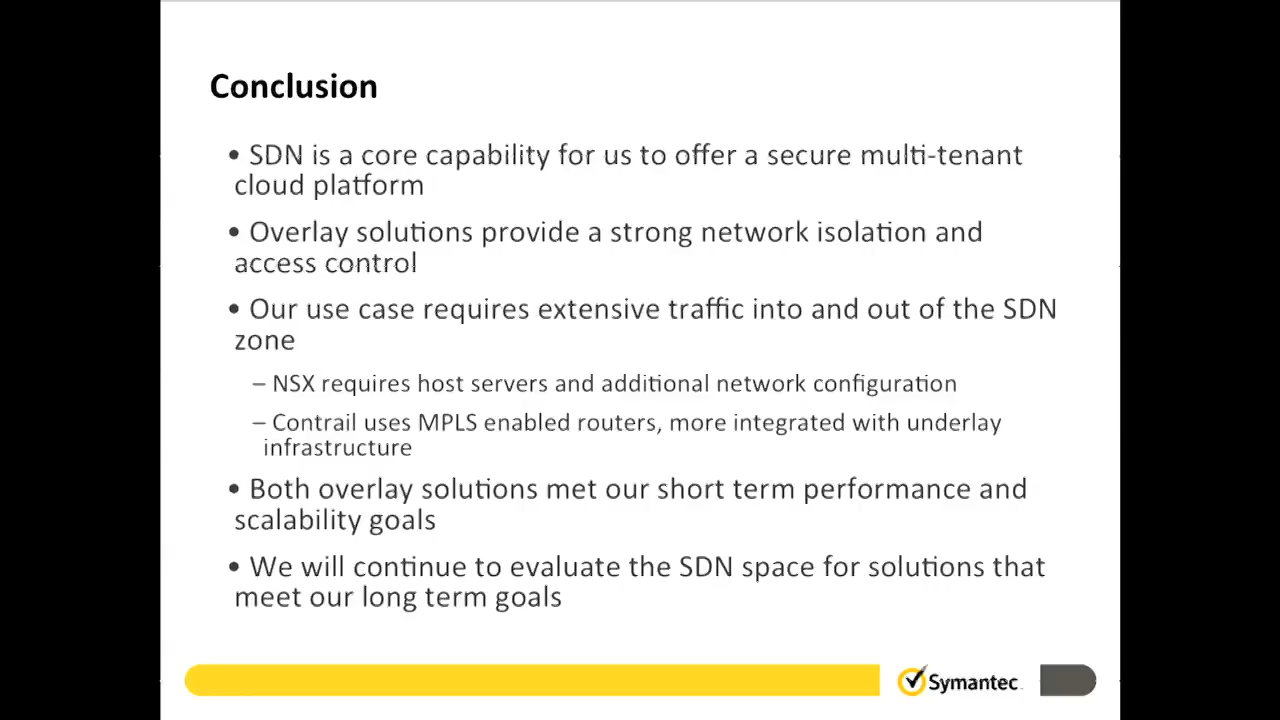 Conclusion
• SDN is a core capability for us to offer a secure multi-tenant
cloud platform
• Overlay solutions provide a strong network isolation and
access control
• Our use case requires extensive traffic into and out of the SDN
zone
– NSX requires host servers and additional network configuration
– Contrail uses MPLS enabled routers, more integrated with underlay
infrastructure
• Both overlay solutions met our short term performance and
scalability goals
• We will continue to evaluate the SDN space for solutions that
meet our long term goals
Symantec